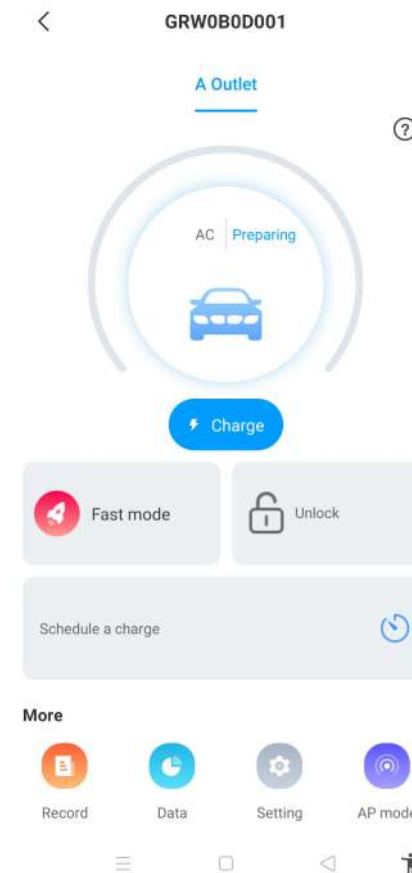 GRW0B0D001
A Outlet
?
AC Preparing
Charge
Fast mode
Unlock
Schedule a charge
More
Record Data Setting AP mode